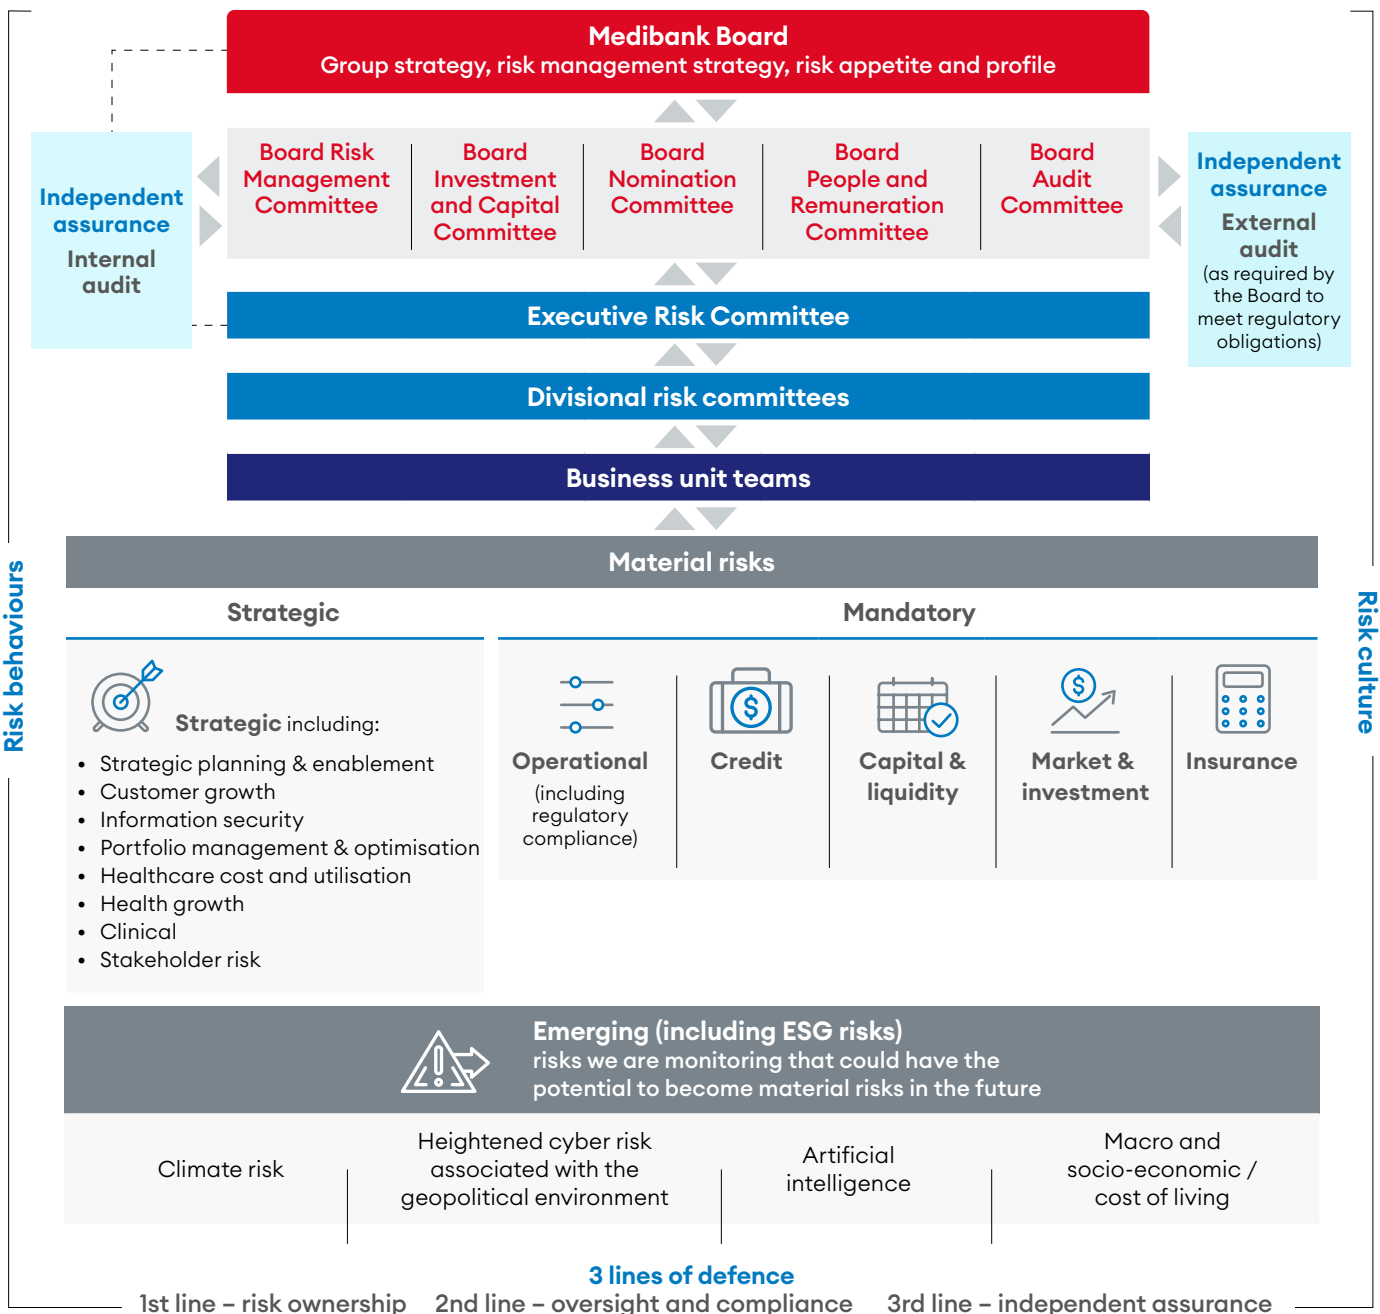 Medibank Board
Group strategy, risk management strategy, risk appetite and profile
Independent
assurance
Internal
audit
Board Risk
Management
Committee
Board
Investment
and Capital
Committee
Board
Nomination
Committee
Board
People and
Remuneration
Committee
Board
Audit
Committee
Independent
assurance
External
audit
(as required by
the Board to
meet regulatory
obligations)
Executive Risk Committee
Divisional risk committees
Business unit teams
Risk behaviours
Risk culture
Material risks
Strategic
Strategic including:
• Strategic planning & enablement
• Customer growth
• Information security
• Portfolio management & optimisation
• Healthcare cost and utilisation
• Health growth
• Clinical
• Stakeholder risk
Mandatory
Operational
(including
regulatory
compliance)
Credit
Capital &
liquidity
Market &
investment
Insurance
Emerging (including ESG risks)
risks we are monitoring that could have the
potential to become material risks in the future
Climate risk
Heightened cyber risk
associated with the
geopolitical environment
Artificial
intelligence
Macro and
socio-economic /
cost of living
3 lines of defence
1st line – risk ownership 2nd line – oversight and compliance 3rd line – independent assurance